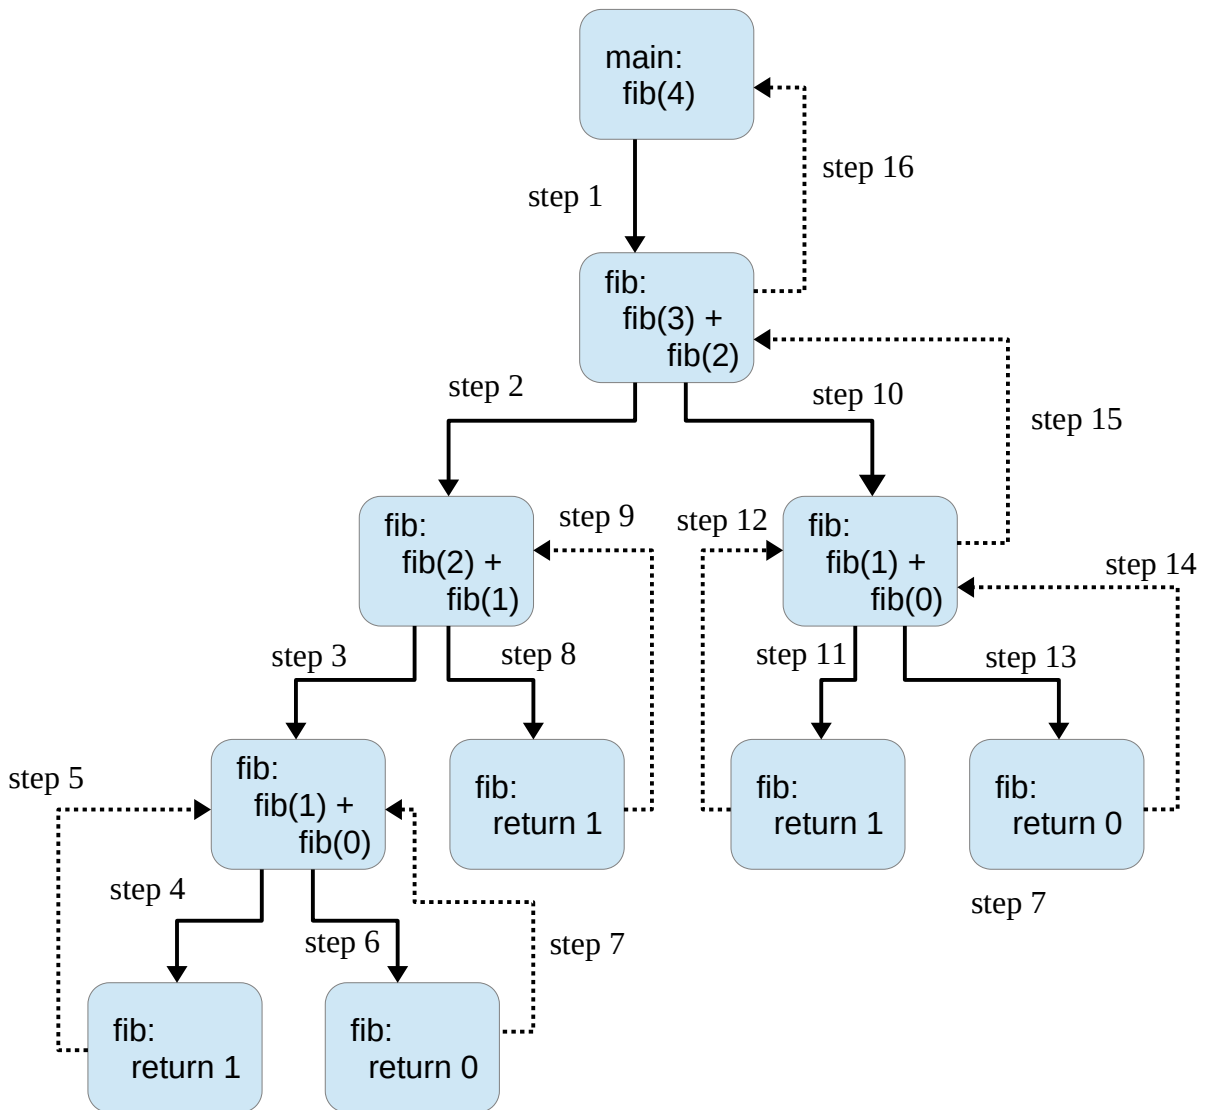 main:
fib(4)
step 16
step 1
fib:
fib(3) +
fib(2)
step 2
step 10
step 15
fib:
fib(2) +
fib(1)
step 9
step 12
fib:
fib(1) +
fib(0)
step 14
step 3
step 8
step 11
step 13
step 5
fib:
fib(1) +
fib(0)
fib:
return 1
fib:
return 1
fib:
return 0
step 4
step 6
step 7
step 7
fib:
return 1
fib:
return 0